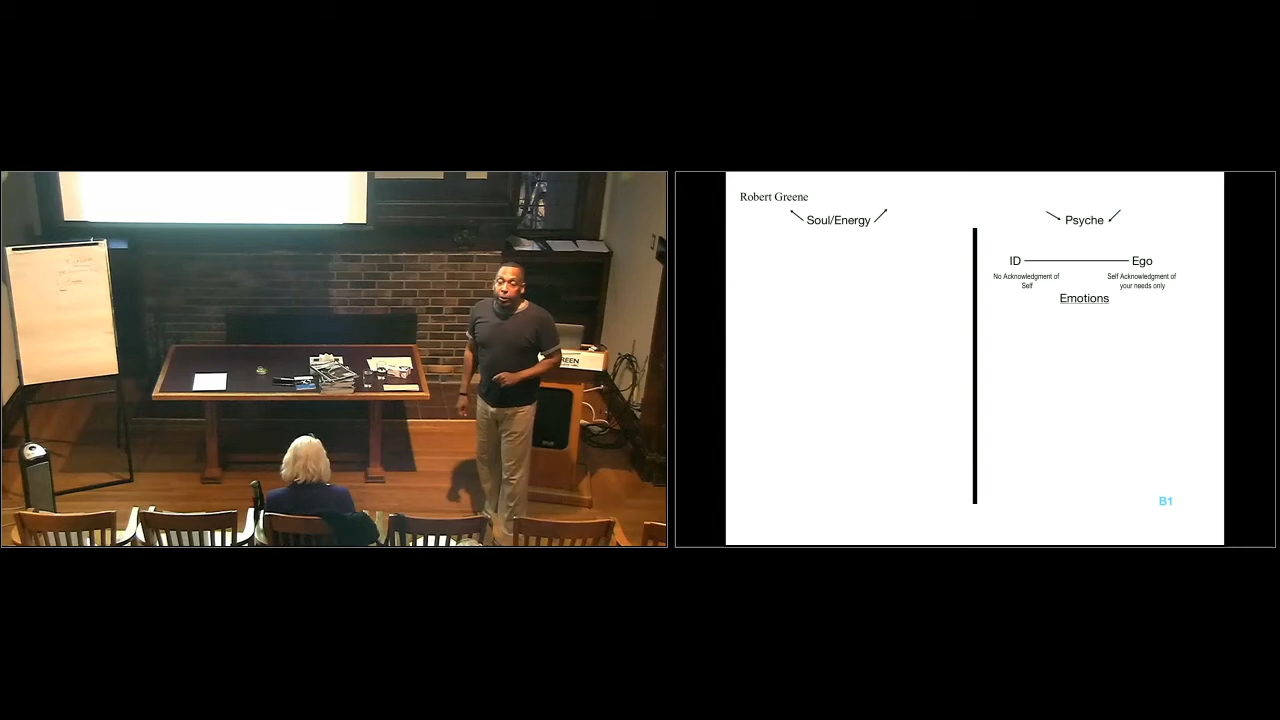 REEN
Robert Greene
Soul/Energy
Psyche
ID
Ego
No Acknowledgment of
Self
Self Acknowledgment of
your needs only
Emotions
B1